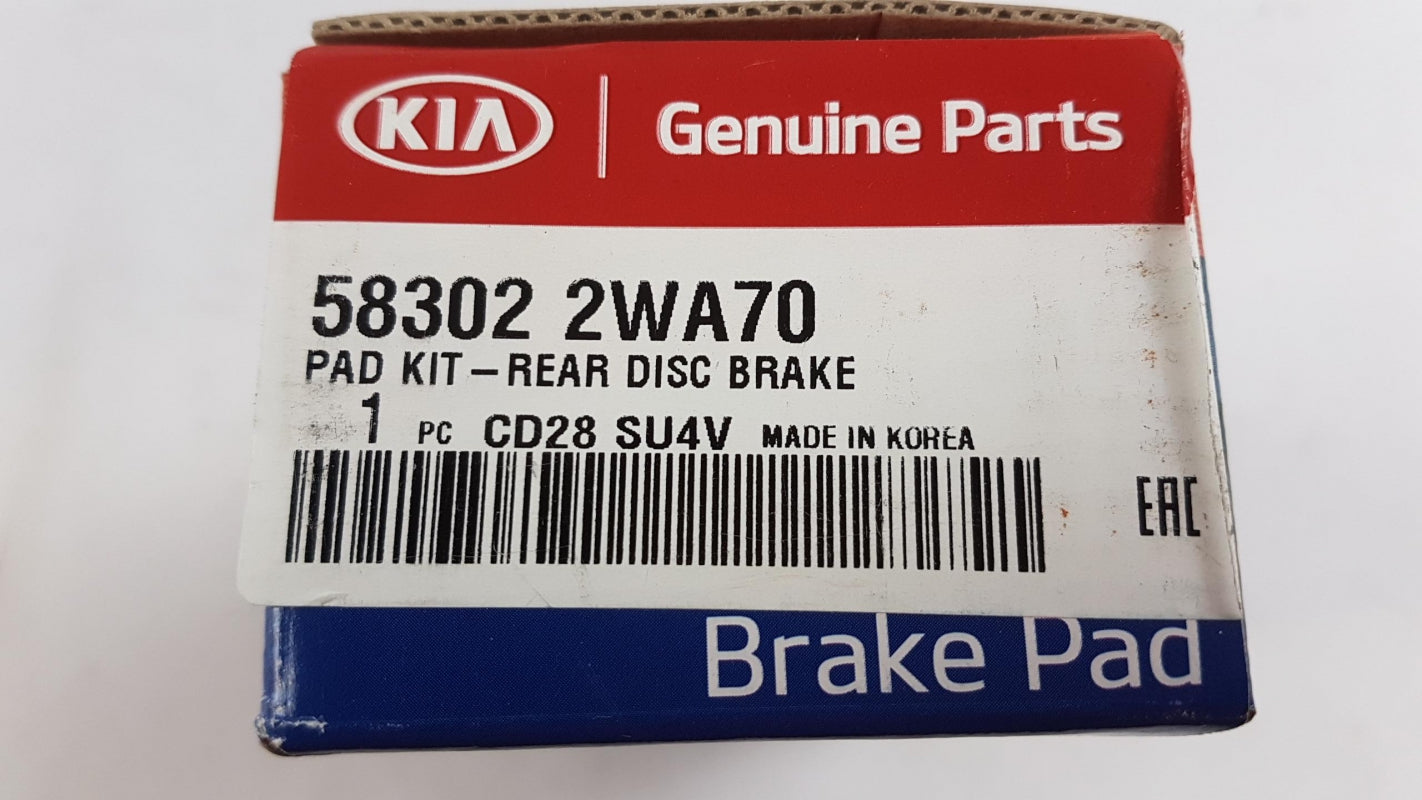 KIA Genuine Parts
58302 2WA70
PAD KIT-REAR DISC BRAKE
1 PC CD28 SU4V MADE IN KOREA
EAC
Brake Pad